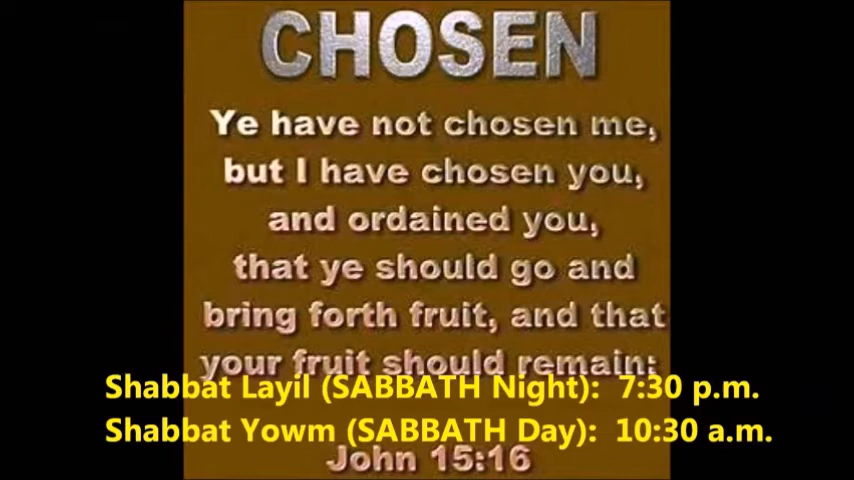 CHOSEN
Ye have not chosen me,
but I have chosen you,
and ordained you,
that ye should go and
bring forth fruit, and that
your fruit should remain:
Shabbat Layil (SABBATH Night):  7:30 p.m.
Shabbat Yowm (SABBATH Day):  10:30 a.m.
John 15:16